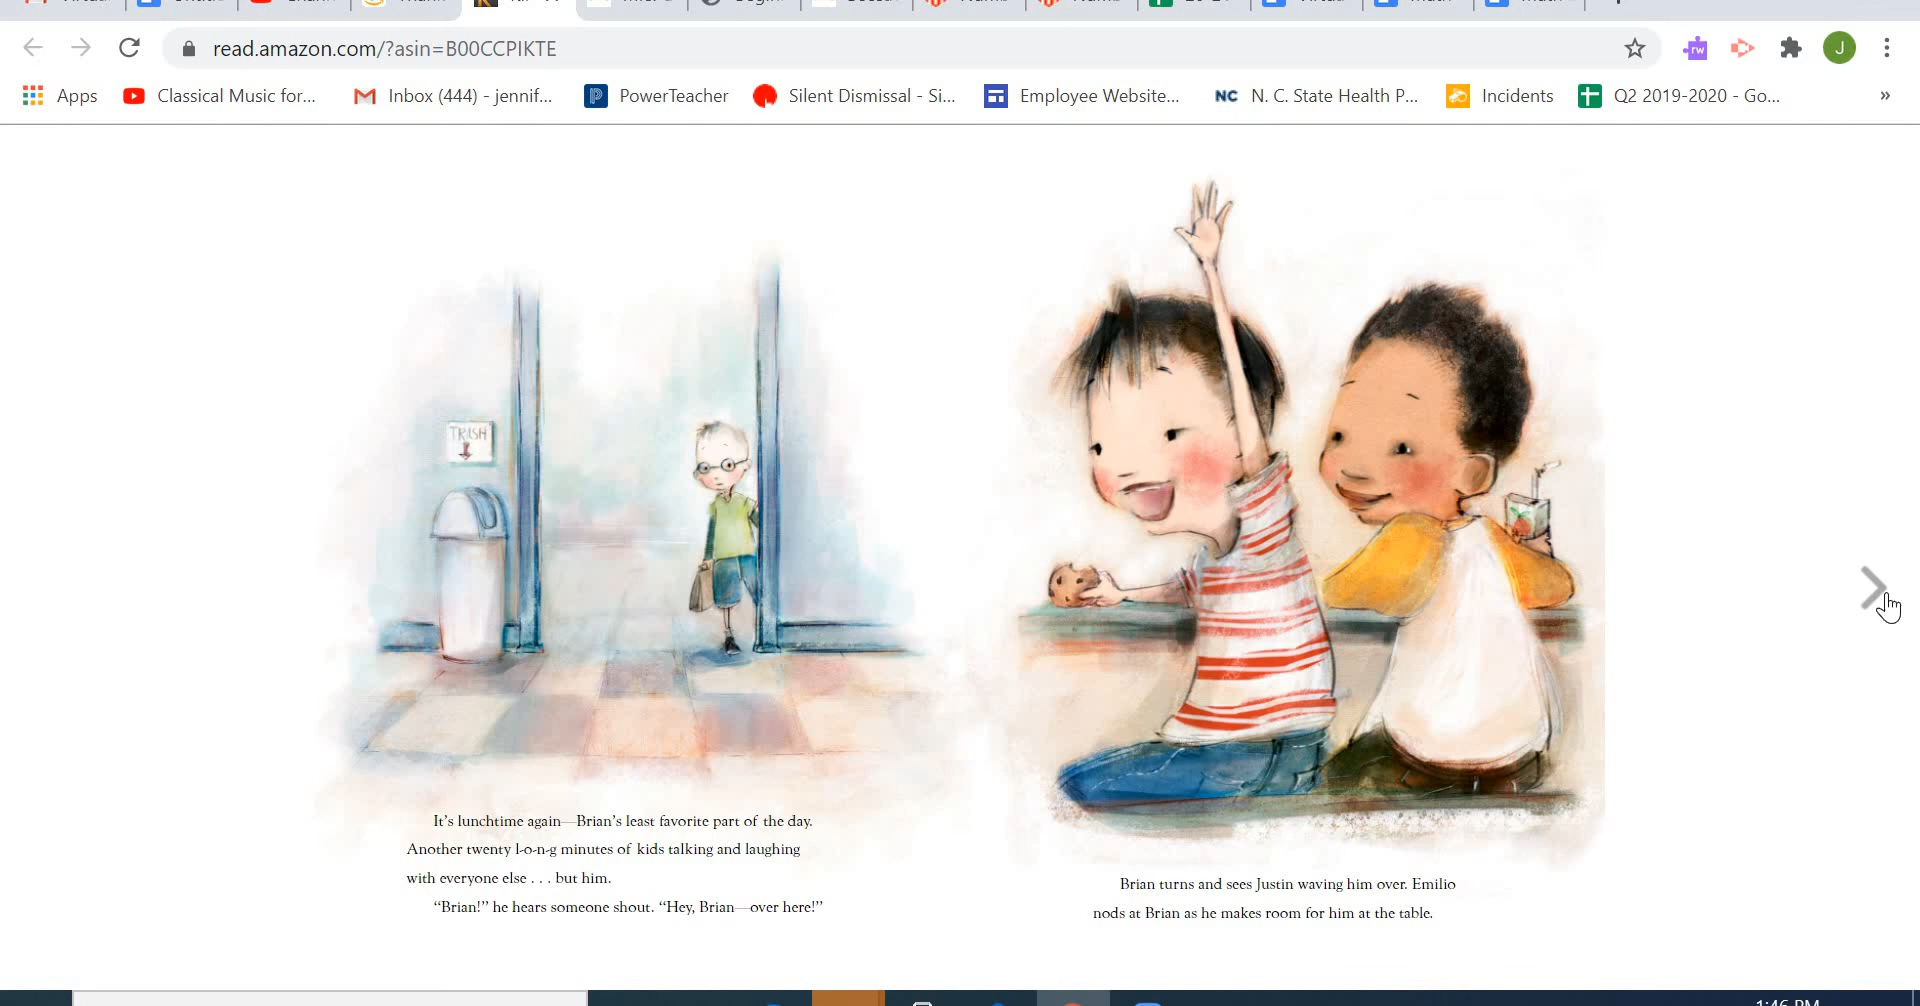 read.amazon.com/?asin=B00CCPIKTE
J
Apps
Classical Music for...
Inbox (444) - jennif...
PowerTeacher
Silent Dismissal - Si...
Employee Website...
NC
N. C. State Health P...
Incidents
Q2 2019-2020 - Go...
»
TRASH
It's lunchtime again—Brian's least favorite part of the day.
Another twenty l-o-n-g minutes of kids talking and laughing
with everyone else . . . but him.
“Brian!” he hears someone shout. “Hey, Brian—over here!”
Brian turns and sees Justin waving him over. Emilio
nods at Brian as he makes room for him at the table.
1:46 PM